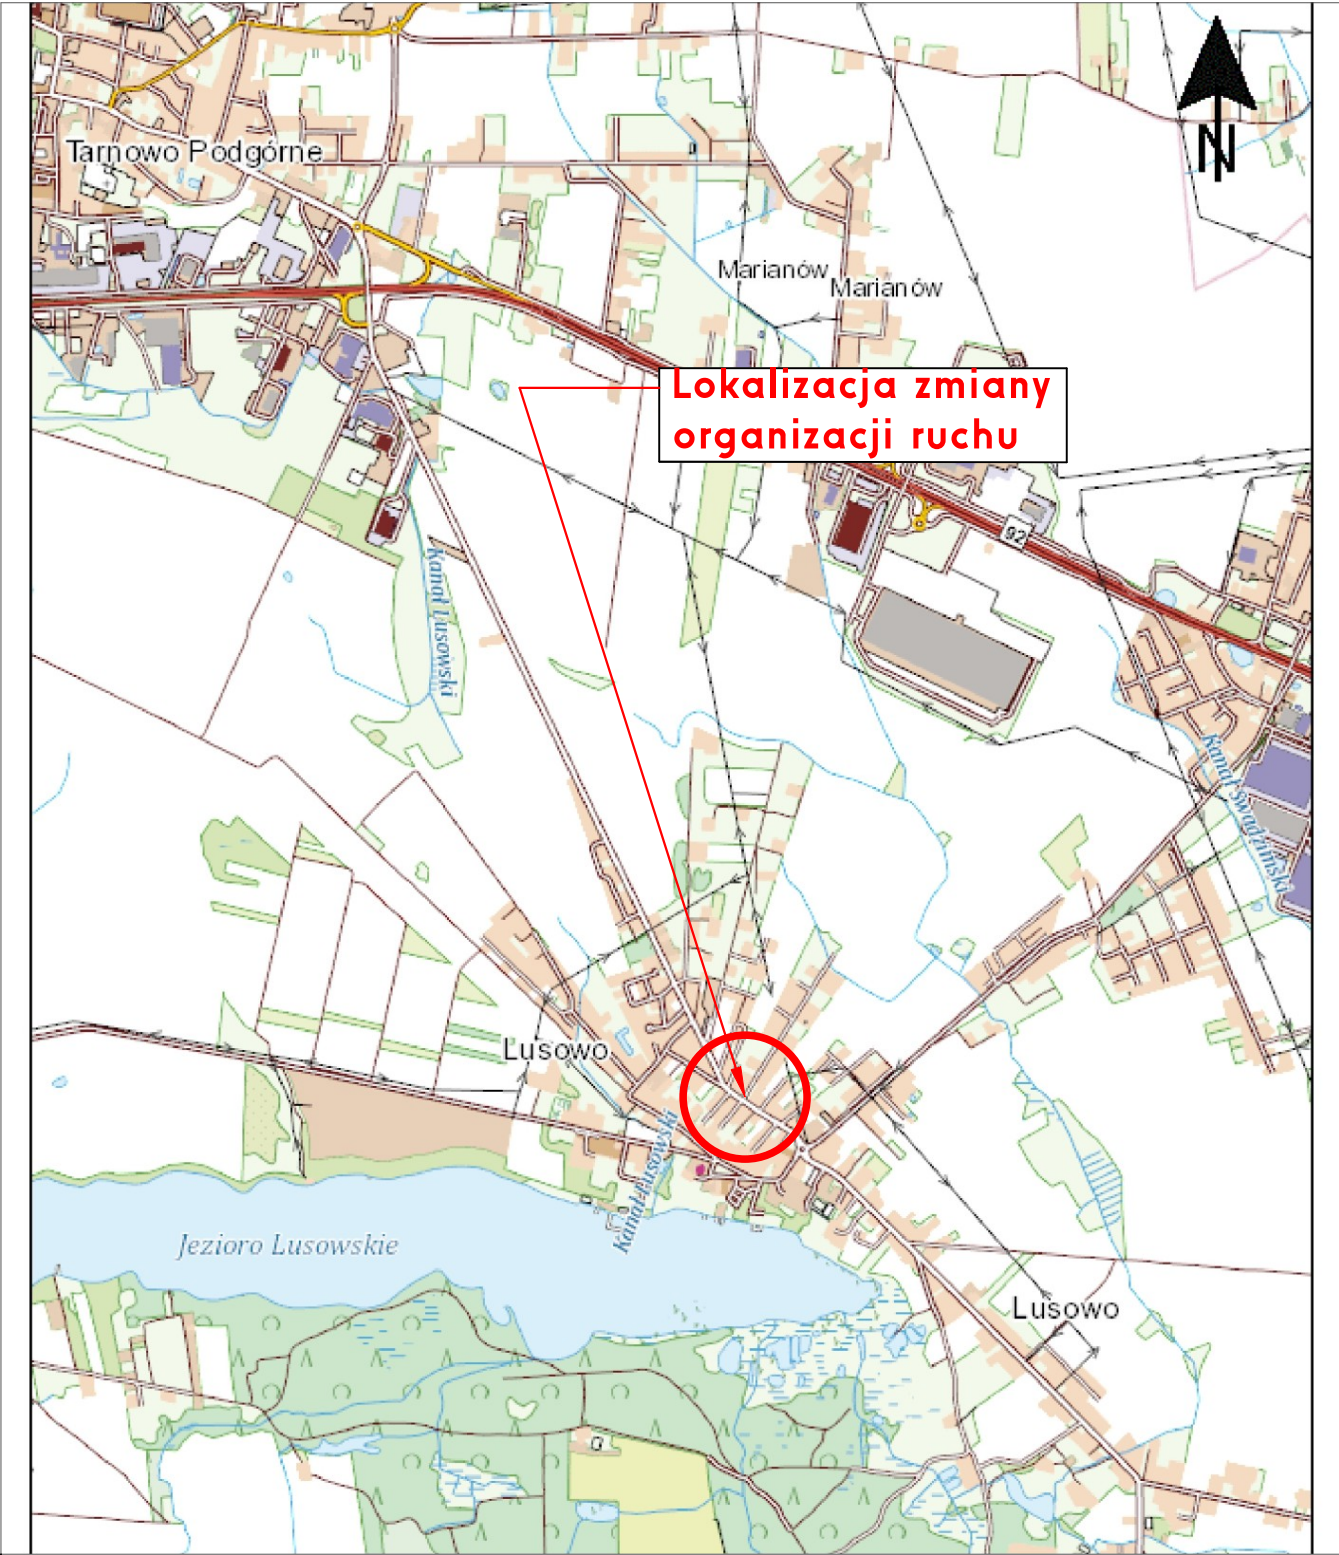 N
Tarnowo Podgórne
Marianów
Marianów
Lokalizacja zmiany
organizacji ruchu
92
Kanał Lusowski
Kanał Swadzimski
Lusowo
Kanał Lusowski
Jezioro Lusowskie
Lusowo